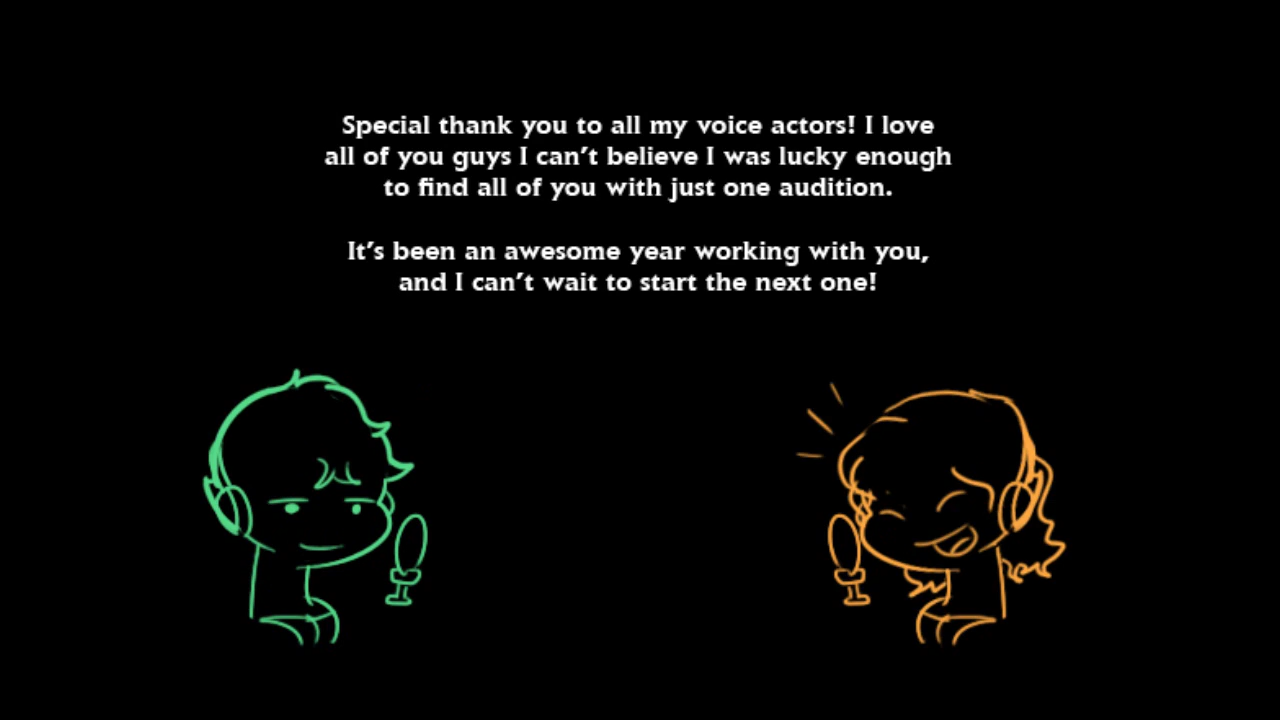 Special thank you to all my voice actors! I love
all of you guys I can’t believe I was lucky enough
to find all of you with just one audition.
It’s been an awesome year working with you,
and I can’t wait to start the next one!